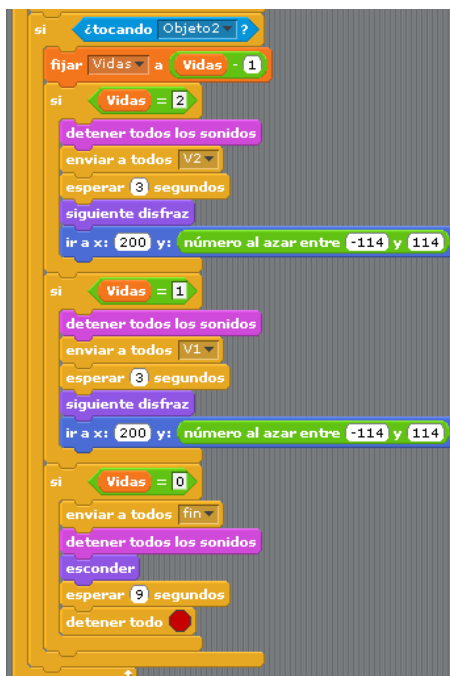 si ¿tocando Objeto2 ?
fijar Vidas a Vidas - 1
si Vidas = 2
detener todos los sonidos
enviar a todos V2
esperar 3 segundos
siguiente disfraz
ir a x: 200 y: número al azar entre -114 y 114
si Vidas = 1
detener todos los sonidos
enviar a todos V1
esperar 3 segundos
siguiente disfraz
ir a x: 200 y: número al azar entre -114 y 114
si Vidas = 0
enviar a todos fin
detener todos los sonidos
esconder
esperar 9 segundos
detener todo